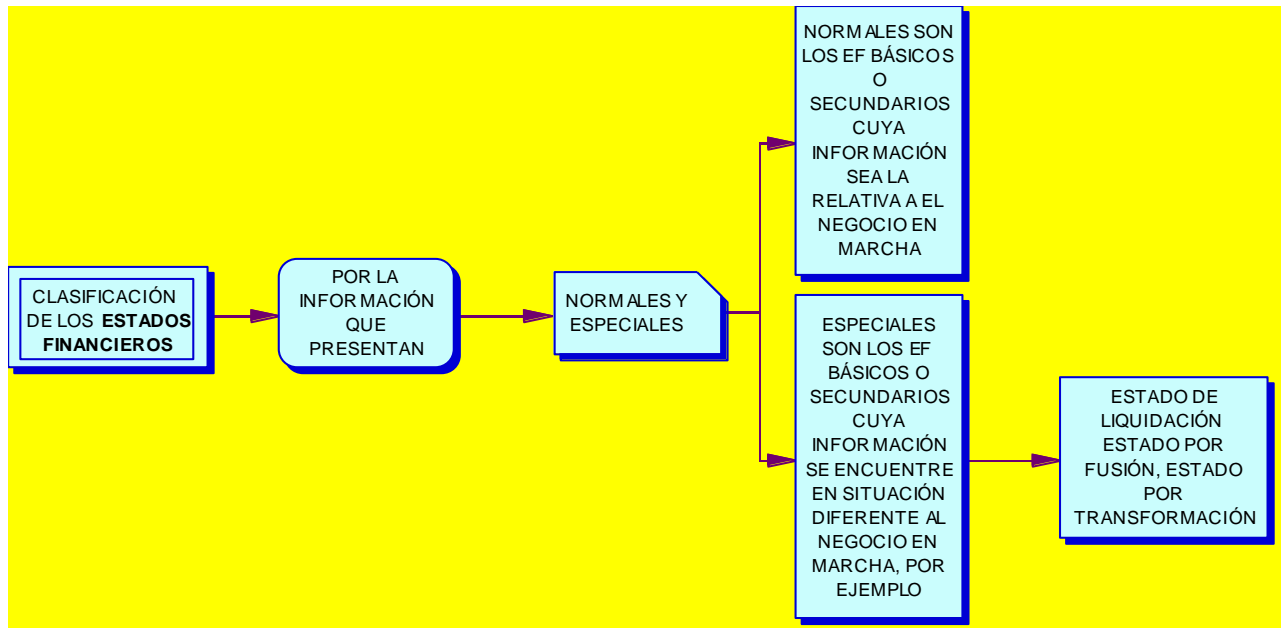 CLASIFICACIÓN
DE LOS ESTADOS
FINANCIEROS
POR LA
INFORMACIÓN
QUE
PRESENTAN
NORMALES Y
ESPECIALES
NORMALES SON
LOS EF BÁSICOS
O
SECUNDARIOS
CUYA
INFORMACIÓN
SEA LA
RELATIVA A EL
NEGOCIO EN
MARCHA
ESPECIALES
SON LOS EF
BÁSICOS O
SECUNDARIOS
CUYA
INFORMACIÓN
SE ENCUENTRE
EN SITUACIÓN
DIFERENTE AL
NEGOCIO EN
MARCHA, POR
EJEMPLO
ESTADO DE
LIQUIDACIÓN
ESTADO POR
FUSIÓN, ESTADO
POR
TRANSFORMACIÓN